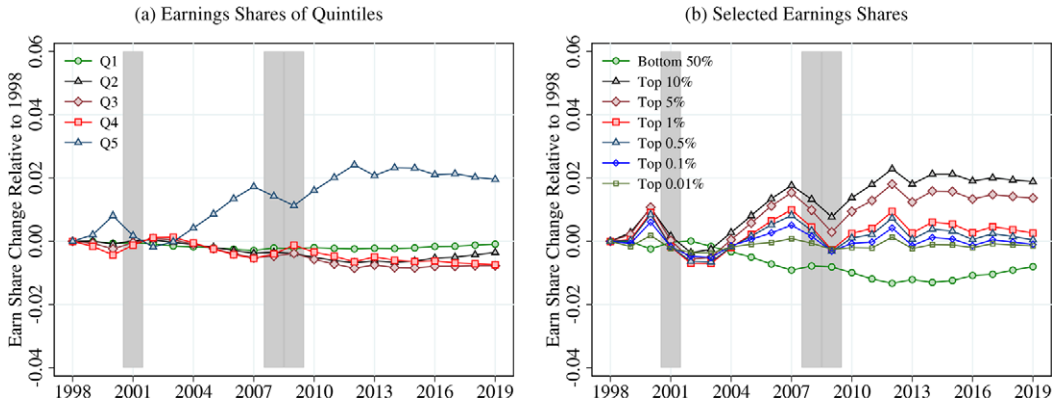 (a) Earnings Shares of Quintiles
Earn Share Change Relative to 1998
0.06
0.04
0.02
0.00
-0.02
-0.04
Q1
Q2
Q3
Q4
Q5
1998 2001 2004 2007 2010 2013 2016 2019
(b) Selected Earnings Shares
Earn Share Change Relative to 1998
0.06
0.04
0.02
0.00
-0.02
-0.04
Bottom 50%
Top 10%
Top 5%
Top 1%
Top 0.5%
Top 0.1%
Top 0.01%
1998 2001 2004 2007 2010 2013 2016 2019